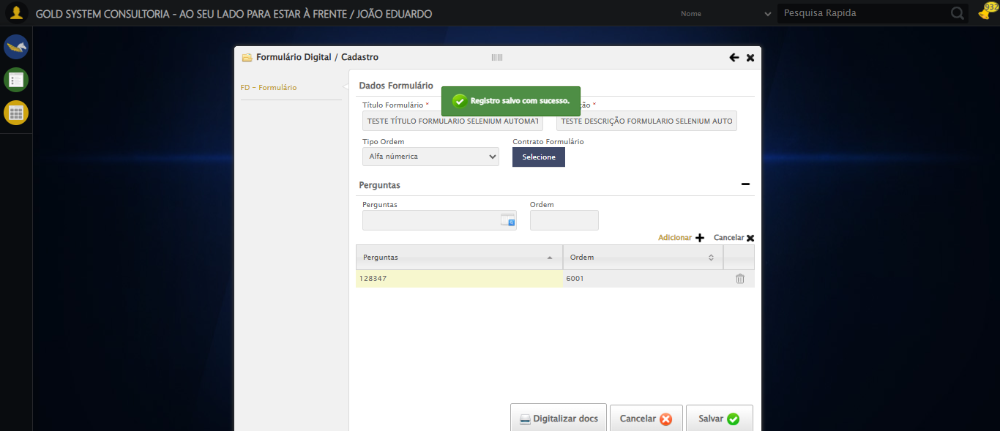 GOLD SYSTEM CONSULTORIA - AO SEU LADO PARA ESTAR À FRENTE / JOÃO EDUARDO
Nome
Pesquisa Rapida
932
Formulário Digital / Cadastro
FD - Formulário
Dados Formulário
Registro salvo com sucesso.
Título Formulário *
ão *
TESTE TÍTULO FORMULARIO SELENIUM AUTOMAT
TESTE DESCRIÇÃO FORMULARIO SELENIUM AUTO
Tipo Ordem
Contrato Formulário
Alfa númerica
Selecione
Perguntas
Perguntas
Ordem
Adicionar
Cancelar
Perguntas
Ordem
128347
6001
Digitalizar docs
Cancelar
Salvar